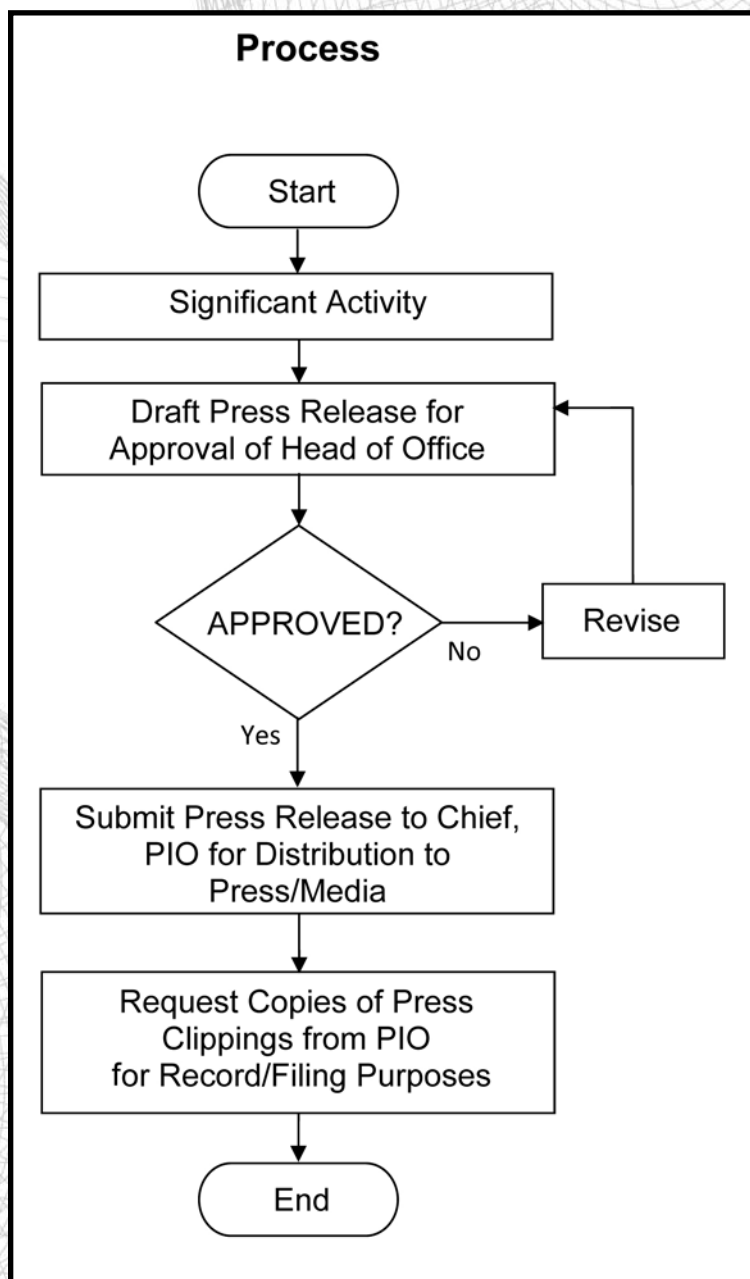 Process
Start
Significant Activity
Draft Press Release for
Approval of Head of Office
APPROVED?
No
Revise
Yes
Submit Press Release to Chief,
PIO for Distribution to
Press/Media
Request Copies of Press
Clippings from PIO
for Record/Filing Purposes
End